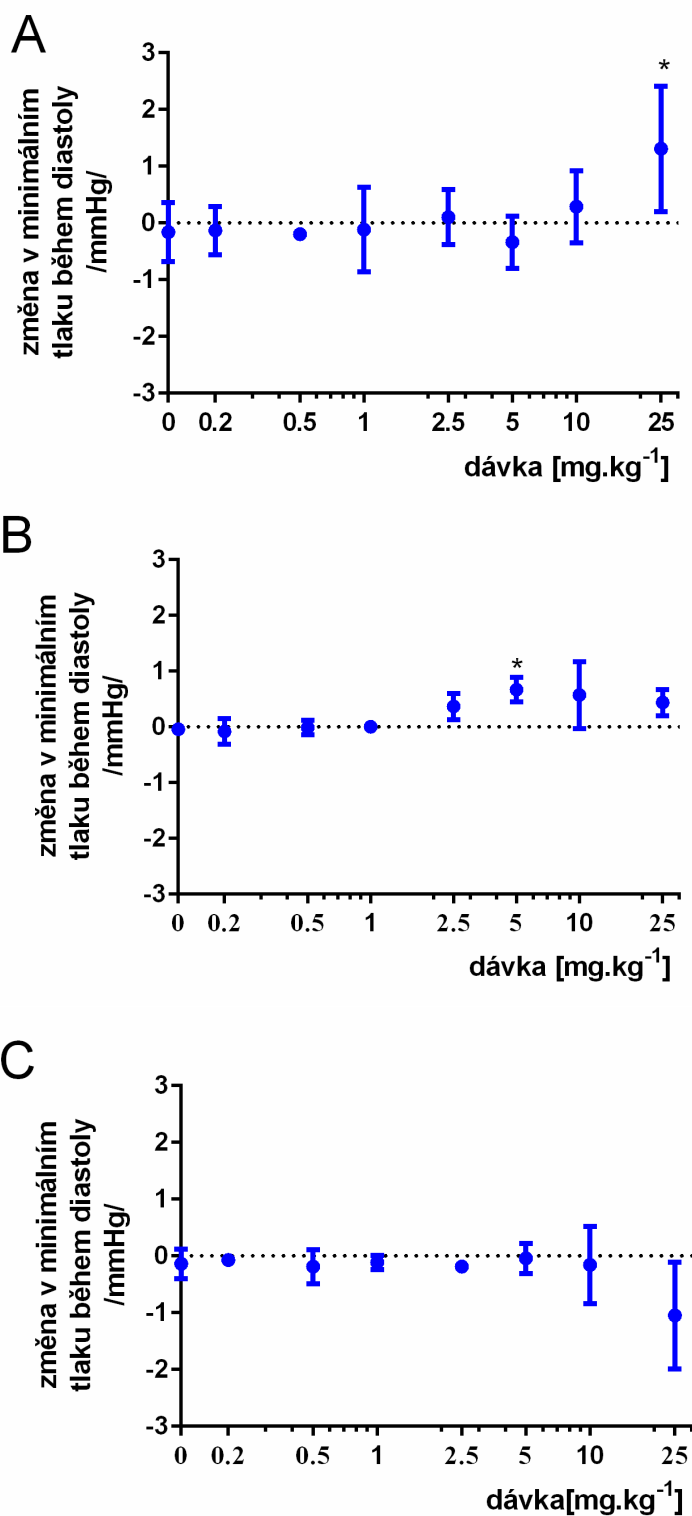 A
3
2
1
0
-1
-2
-3
změna v minimálním
tlaku během diastoly
/mmHg/
*
0 0.2 0.5 1 2.5 5 10 25
dávka [mg.kg-1]
B
3
2
1
0
-1
-2
-3
změna v minimálním
tlaku během diastoly
/mmHg/
*
0 0.2 0.5 1 2.5 5 10 25
dávka [mg.kg-1]
C
3
2
1
0
-1
-2
-3
změna v minimálním
tlaku během diastoly
/mmHg/
0 0.2 0.5 1 2.5 5 10 25
dávka[mg.kg-1]